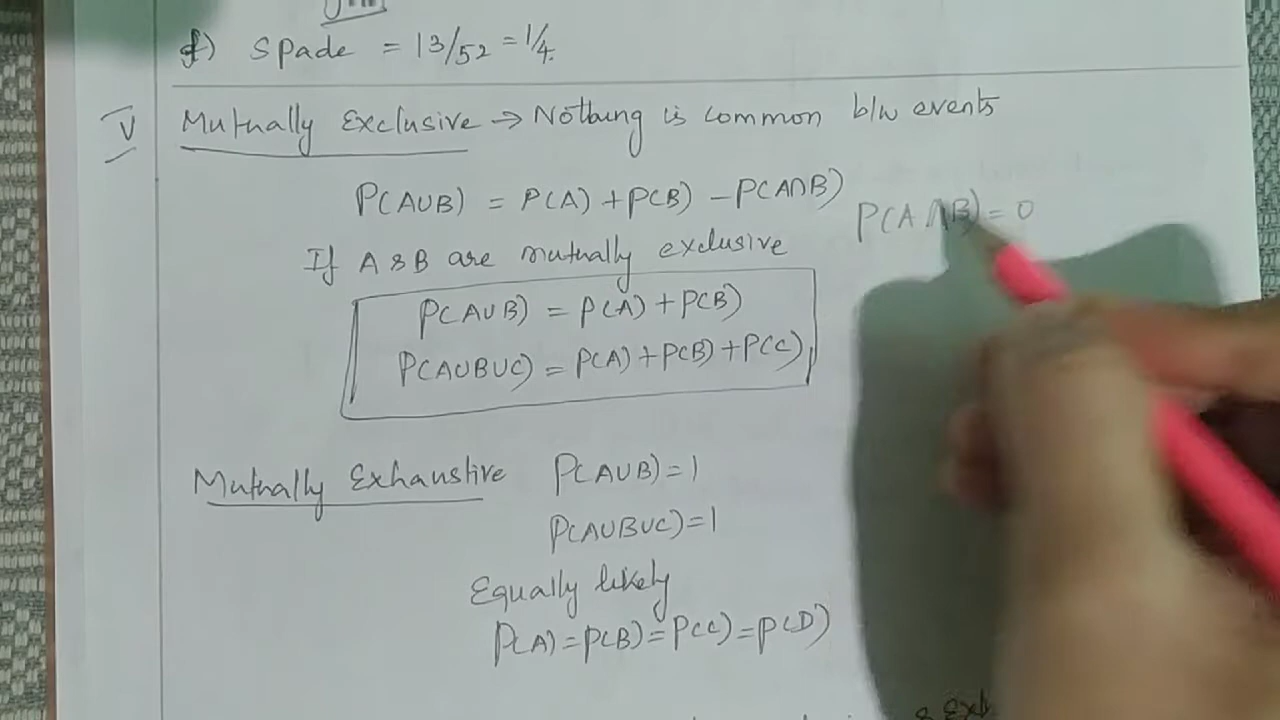 f) Spade = 13/52 = 1/4.
V Mutually Exclusive → Nothing is common b/w events
P(A∪B) = P(A) + P(B) - P(A∩B)
P(A∩B) = 0
If A & B are mutually exclusive
P(A∪B) = P(A) + P(B)
P(A∪B∪C) = P(A) + P(B) + P(C)
Mutually Exhaustive P(A∪B) = 1
P(A∪B∪C) = 1
Equally likely
P(A) = P(B) = P(C) = P(D)